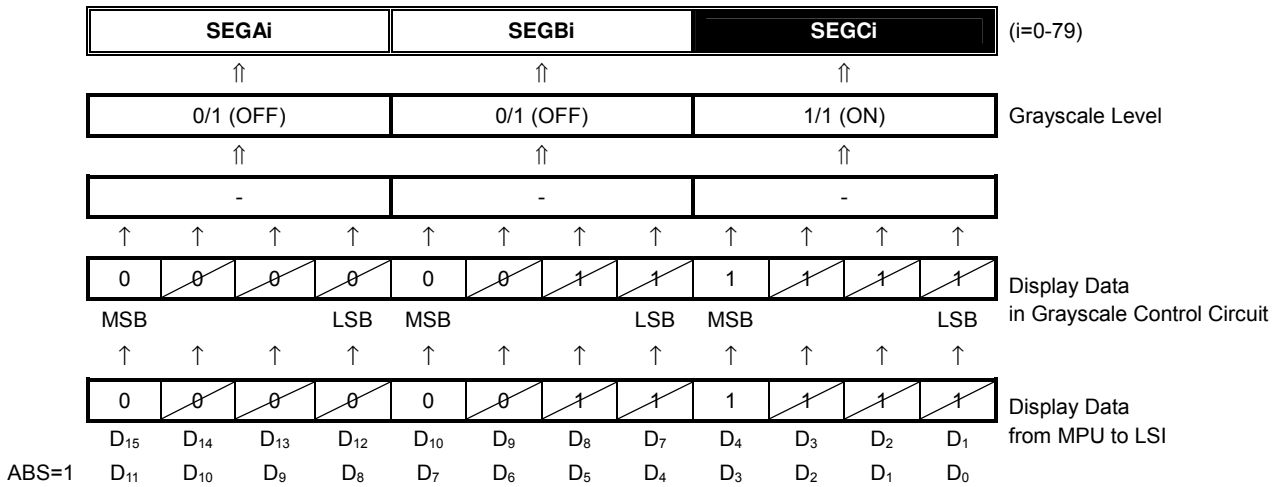 SEGAi SEGBi SEGCi (i=0-79)
⇑ ⇑ ⇑
0/1 (OFF) 0/1 (OFF) 1/1 (ON) Grayscale Level
⇑ ⇑ ⇑
- - -
↑ ↑ ↑ ↑ ↑ ↑ ↑ ↑ ↑ ↑ ↑ ↑
0 0 0 0 0 0 1 1 1 1 1 1 Display Data
in Grayscale Control Circuit
MSB LSB MSB LSB MSB LSB
↑ ↑ ↑ ↑ ↑ ↑ ↑ ↑ ↑ ↑ ↑ ↑
0 0 0 0 0 0 1 1 1 1 1 1 Display Data
from MPU to LSI
D15 D14 D13 D12 D10 D9 D8 D7 D4 D3 D2 D1
ABS=1 D11 D10 D9 D8 D7 D6 D5 D4 D3 D2 D1 D0